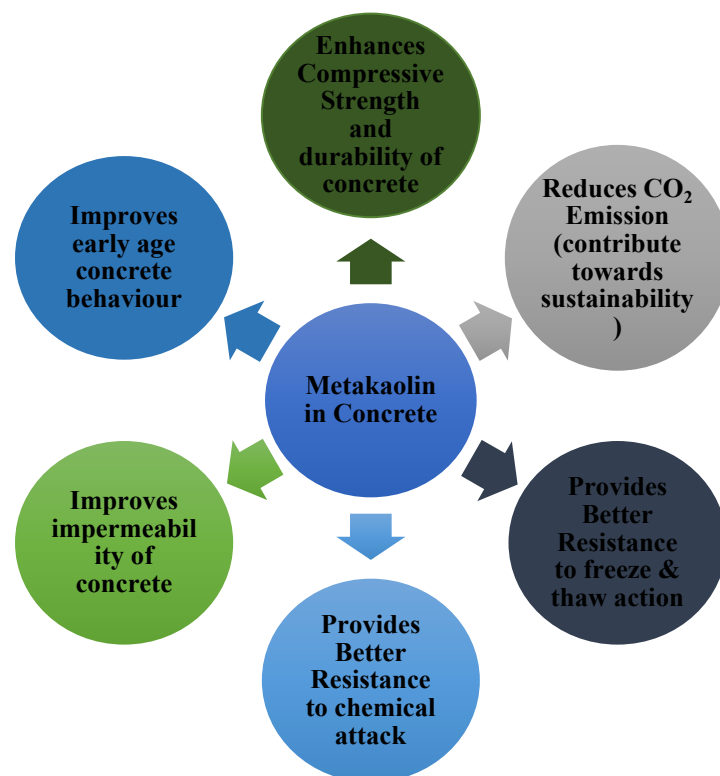 Enhances
Compressive
Strength
and
durability of
concrete
Reduces CO₂
Emission
(contribute
towards
sustainability
)
Provides
Better
Resistance
to freeze &
thaw action
Provides
Better
Resistance
to chemical
attack
Improves
impermeabil
ity of
concrete
Improves
early age
concrete
behaviour
Metakaolin
in Concrete